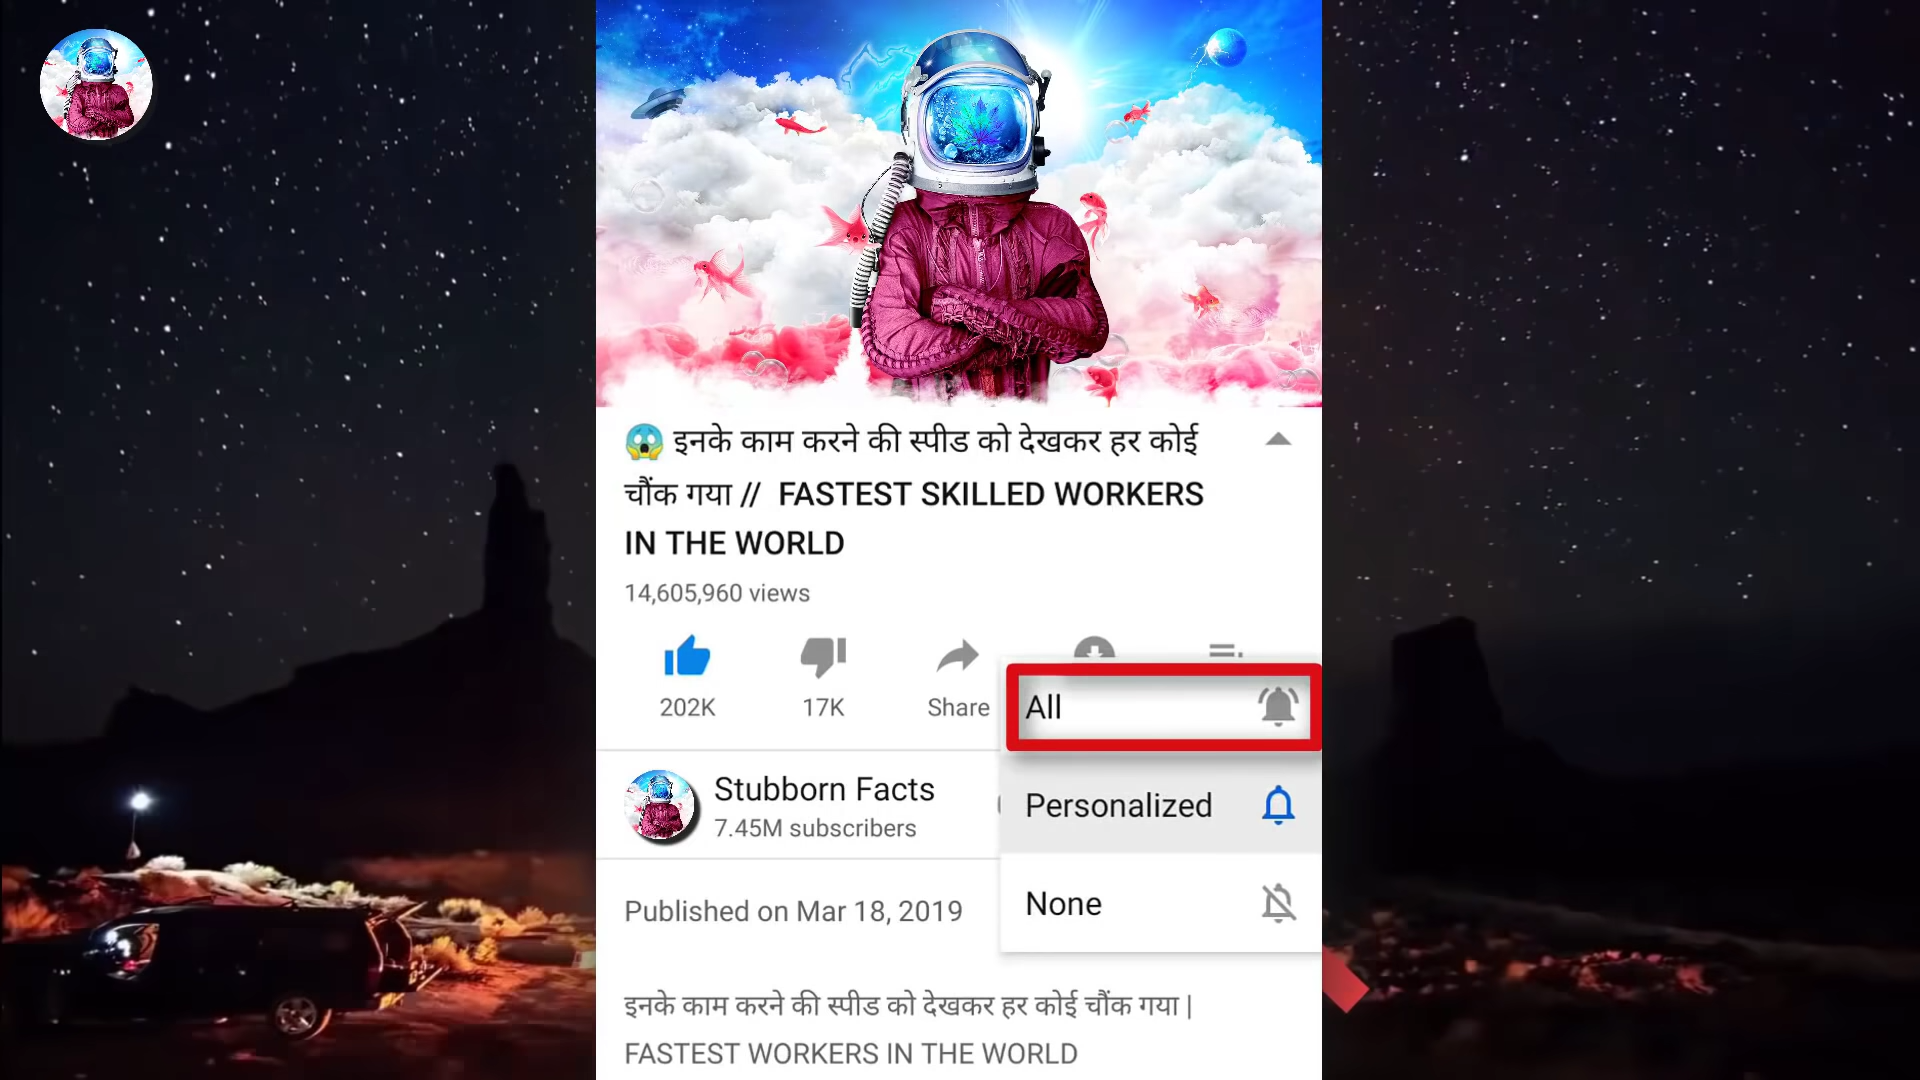 😱 इनके काम करने की स्पीड को देखकर हर कोई
चौंक गया // FASTEST SKILLED WORKERS
IN THE WORLD
14,605,960 views
202K
17K
Share
All
Stubborn Facts
7.45M subscribers
Personalized
None
Published on Mar 18, 2019
इनके काम करने की स्पीड को देखकर हर कोई चौंक गया |
FASTEST WORKERS IN THE WORLD